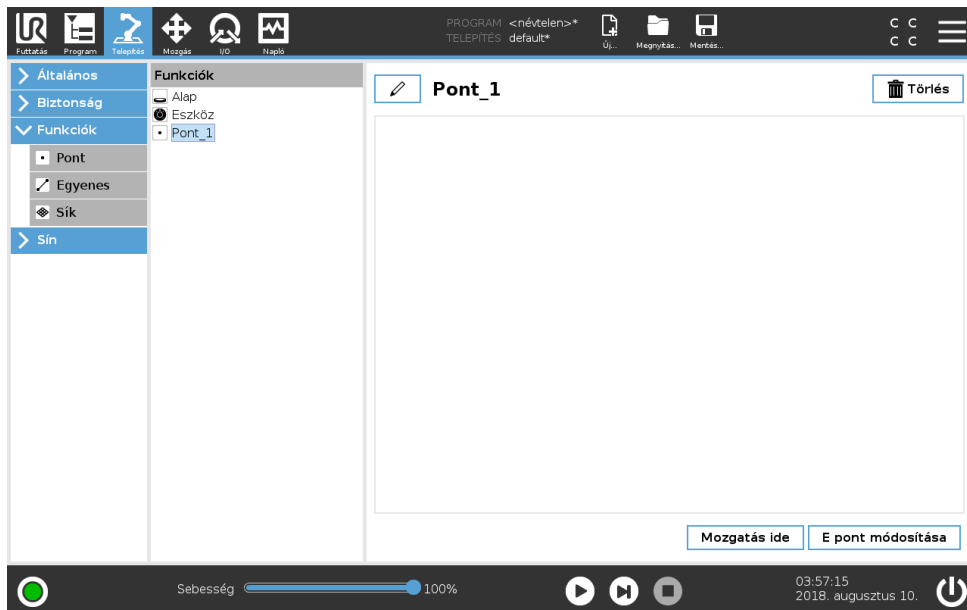 PROGRAM <névtelen>*
TELEPÍTÉS default*
C C
C C
UR
Futtatás Program Telepítés Mozgás I/O Napló Új... Megnyitás... Mentés...
Általános
Biztonság
Funkciók
Pont
Egyenes
Sík
Sín
Funkciók
Alap
Eszköz
Pont_1
Pont_1
Törlés
Mozgatás ide
E pont módosítása
Sebesség 100%
03:57:15
2018. augusztus 10.